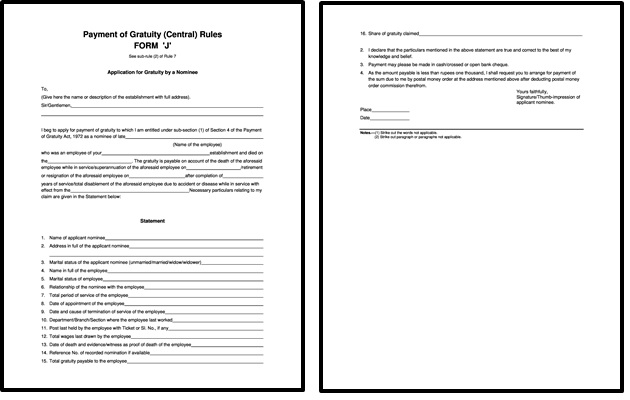 Payment of Gratuity (Central) Rules
FORM 'J'
See sub-rule (2) of Rule 7
Application for Gratuity by a Nominee
To,
(Give here the name or description of the establishment with full address).
Sir/Gentlemen,
I beg to apply for payment of gratuity to which I am entitled under sub-section (1) of Section 4 of the Payment
of Gratuity Act, 1972 as a nominee of late
(Name of the employee)
who was an employee of your establishment and died on
the . The gratuity is payable on account of the death of the aforesaid
employee while in service/superannuation of the aforesaid on retirement
or resignation of the aforesaid employee on after completion of
years of service/total disablement of the aforesaid employee due to accident or disease while in service with
effect from the Necessary particulars relating to my
claim are given in the Statement below:
Statement
1. Name of applicant nominee
2. Address in full of the applicant nominee
3. Marital status of the applicant nominee (unmarried/married/widow/widower)
4. Name in full of the employee
5. Marital status of employee
6. Relationship of the nominee with the employee
7. Total period of service of the employee
8. Date of appointment of the employee
9. Date and cause of termination of service of the employee
10. Department/Branch/Section where the employee last worked
11. Post last held by the employee with Ticket or Sl. No., if any
12. Total wages last drawn by the employee
13. Date of death and evidence/witness as proof of death of the employee
14. Reference No. of recorded nomination if available
15. Total gratuity payable to the employee
16. Share of gratuity claimed
2. I declare that the particulars mentioned in the above statement are true and correct to the best of my
knowledge and belief.
3. Payment may please be made in cash/crossed or open bank cheque.
4. As the amount payable is less than rupees one thousand, I shall request you to arrange for payment of
the sum due to me by postal money order at the address mentioned above after deducting postal money
order commission therefrom.
Yours faithfully,
Signature/Thumb-impression of
applicant nominee.
Place
Date
Notes.—(1) Strike out the words not applicable.
(2) Strike out paragraph or paragraphs not applicable.